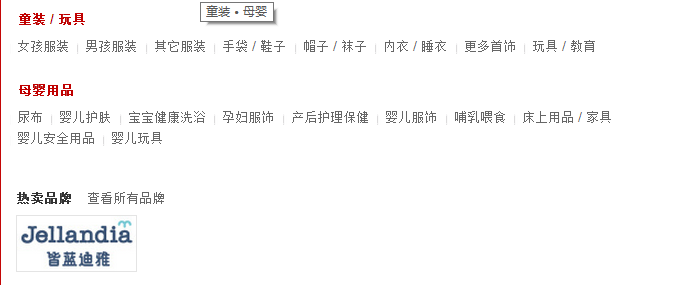 童装 • 母婴
童装 / 玩具
女孩服装 | 男孩服装 | 其它服装 | 手袋 / 鞋子 | 帽子 / 袜子 | 内衣 / 睡衣 | 更多首饰 | 玩具 / 教育
母婴用品
尿布 | 婴儿护肤 | 宝宝健康洗浴 | 孕妇服饰 | 产后护理保健 | 婴儿服饰 | 哺乳喂食 | 床上用品 / 家具
婴儿安全用品 | 婴儿玩具
热卖品牌 查看所有品牌
Jellandia
皆蓝迪雅